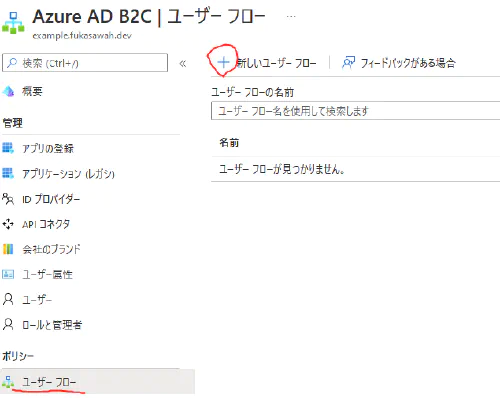 Azure AD B2C | ユーザー フロー ...
example.fukasawah.dev
検索 (Ctrl+/) «
新しいユーザー フロー フィードバックがある場合
概要
ユーザー フローの名前
ユーザー フロー名を使用して検索します
管理
名前
アプリの登録
ユーザー フローが見つかりません。
アプリケーション (レガシ)
ID プロバイダー
API コネクタ
会社のブランド
ユーザー属性
ユーザー
ロールと管理者
ポリシー
ユーザー フロー